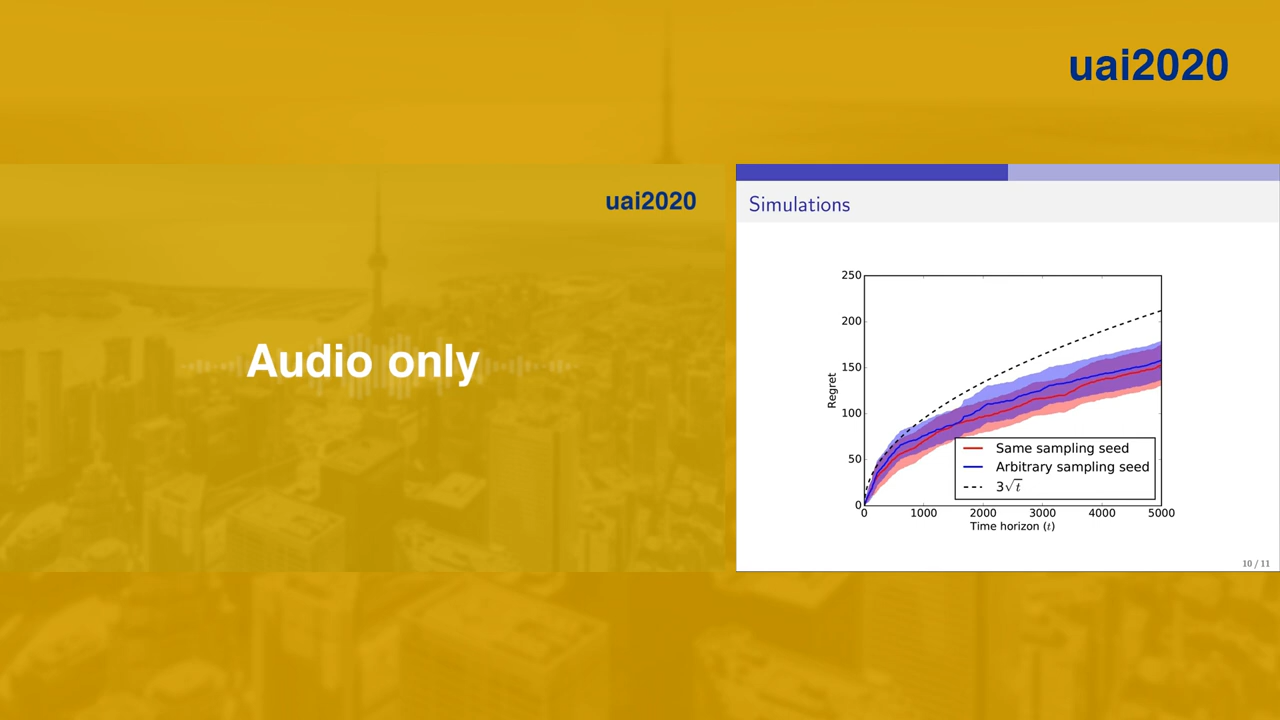 uai2020
uai2020
Audio only
Simulations
250
200
150
100
50
0
Regret
Same sampling seed
Arbitrary sampling seed
3√t
0 1000 2000 3000 4000 5000
Time horizon (t)
10 / 11